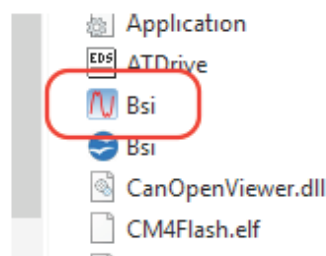 Application
EDS ATDrive
Bsi
Bsi
CanOpenViewer.dll
CM4Flash.elf